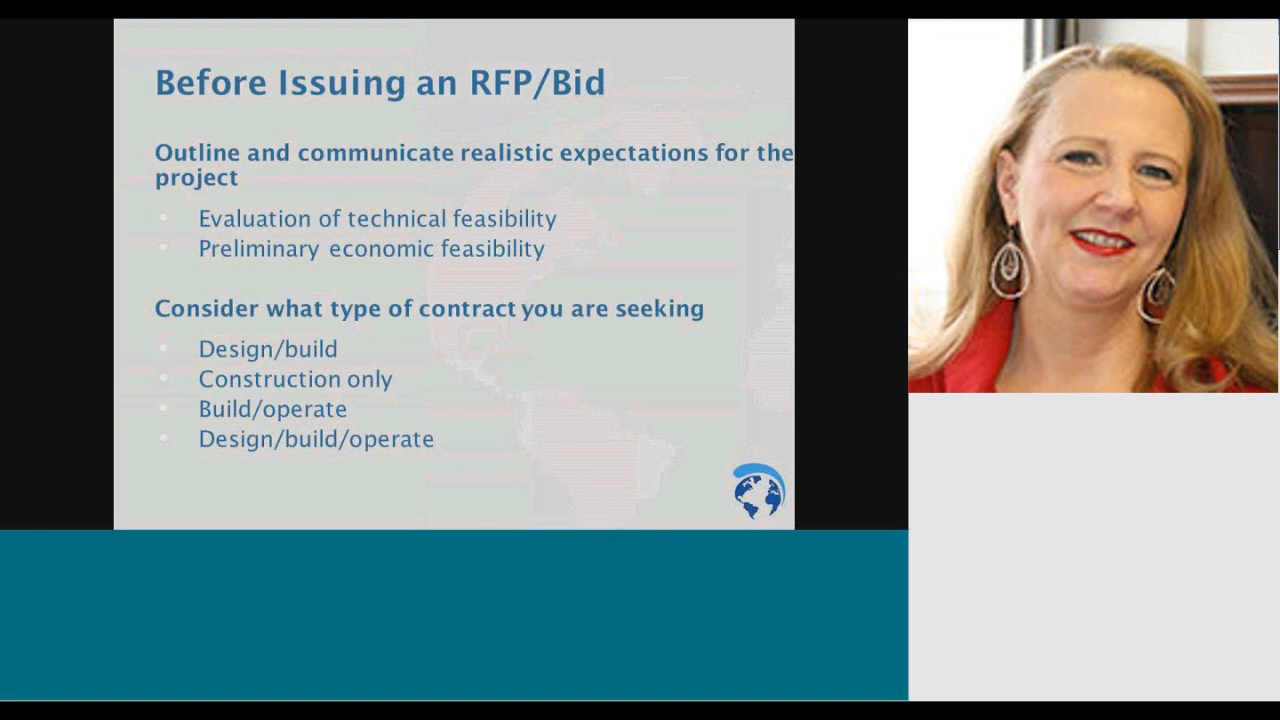 Before Issuing an RFP/Bid
Outline and communicate realistic expectations for the
project
Evaluation of technical feasibility
Preliminary economic feasibility
Consider what type of contract you are seeking
Design/build
Construction only
Build/operate
Design/build/operate